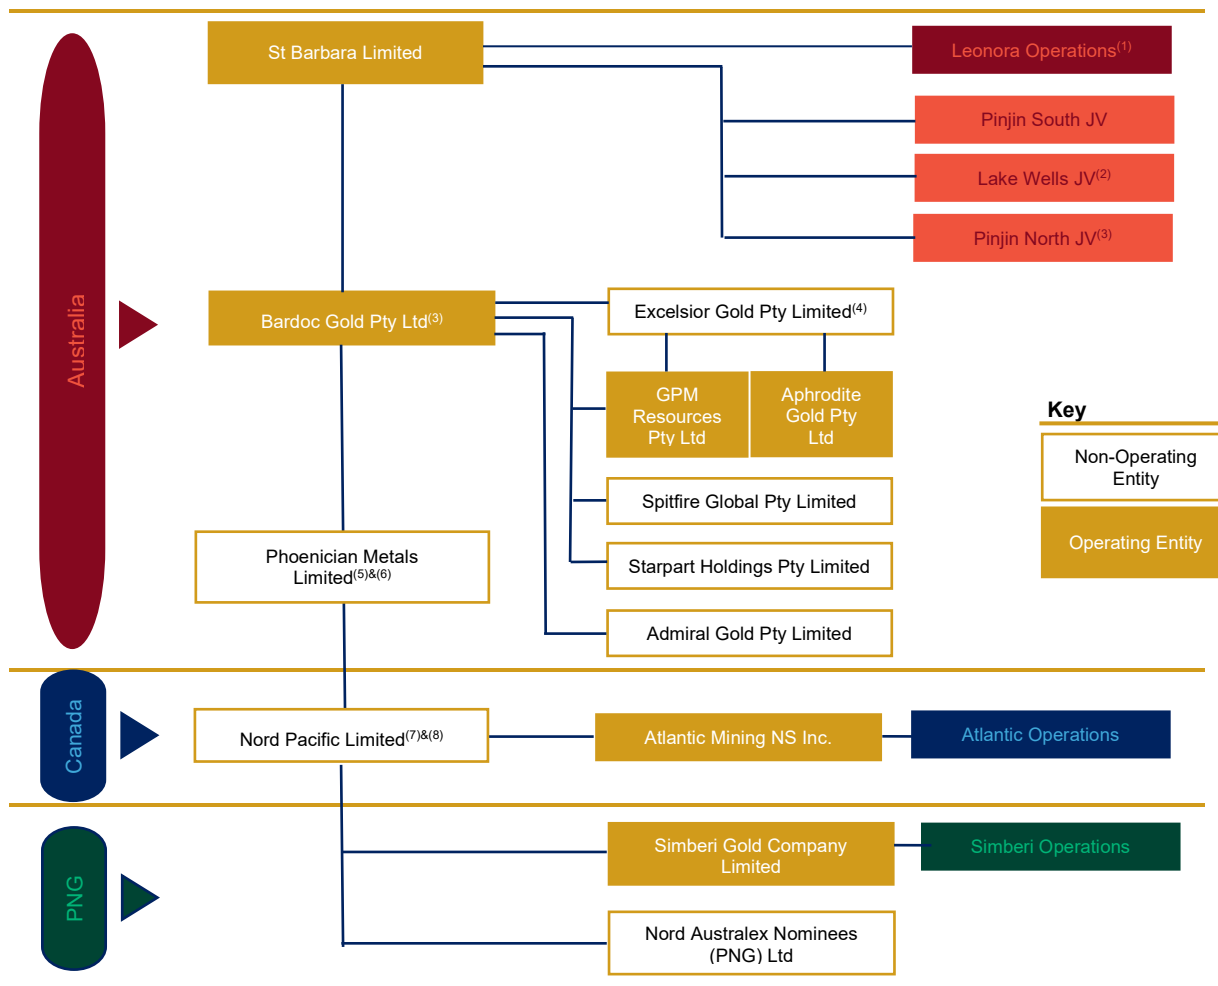 St Barbara Limited
Leonora Operations(1)
Pinjin South JV
Lake Wells JV(2)
Pinjin North JV(3)
Australia
Bardoc Gold Pty Ltd(3)
Excelsior Gold Pty Limited(4)
GPM
Resources
Pty Ltd
Aphrodite
Gold Pty
Ltd
Key
Non-Operating
Entity
Operating Entity
Spitfire Global Pty Limited
Phoenician Metals
Limited(5)&(6)
Starpart Holdings Pty Limited
Admiral Gold Pty Limited
Canada
Nord Pacific Limited(7)&(8)
Atlantic Mining NS Inc.
Atlantic Operations
PNG
Simberi Gold Company
Limited
Simberi Operations
Nord Australex Nominees
(PNG) Ltd